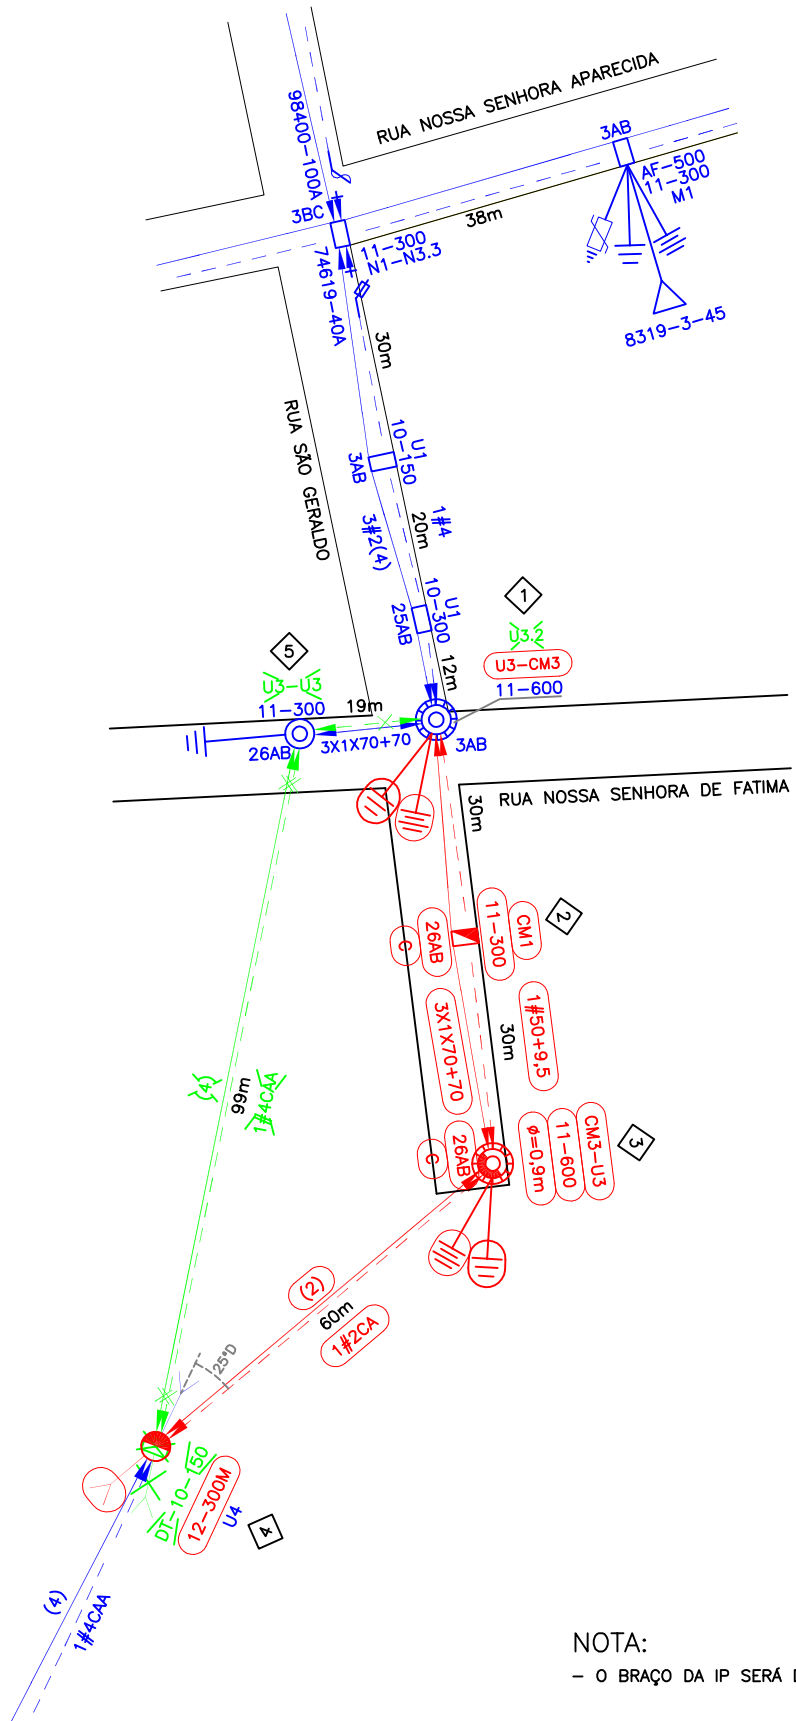 RUA NOSSA SENHORA APARECIDA
98400-100A
3AB
AF-500
11-300
M1
3BC
38m
11-300
N1-N3.3
74619-40A
8319-3-45
30m
RUA SÃO GERALDO
U1
10-150
3AB
1#4
20m
3#2(4)
U1
10-300
25AB
1
U3.2
U3-CM3
11-600
12m
5
U3-U3
11-300
19m
26AB
3X1X70+70
3AB
RUA NOSSA SENHORA DE FATIMA
30m
2
CM1
11-300
26AB
C
3X1X70+70
1#50+9,5
30m
(4)
99m
1#4CAA
3
CM3-U3
11-600
ø=0,9m
26AB
C
(2)
60m
1#2CA
25°D
DT-10-150
12-300M
U4
4
(4)
1#4CAA
NOTA:
- O BRAÇO DA IP SERÁ